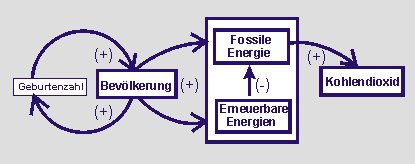 Fossile
Energie
(+)
(+)
Geburtenzahl
Bevölkerung
(+)
(-)
Kohlendioxid
(+)
Erneuerbare
Energien